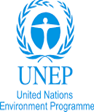 UNEP
United Nations
Environment Programme